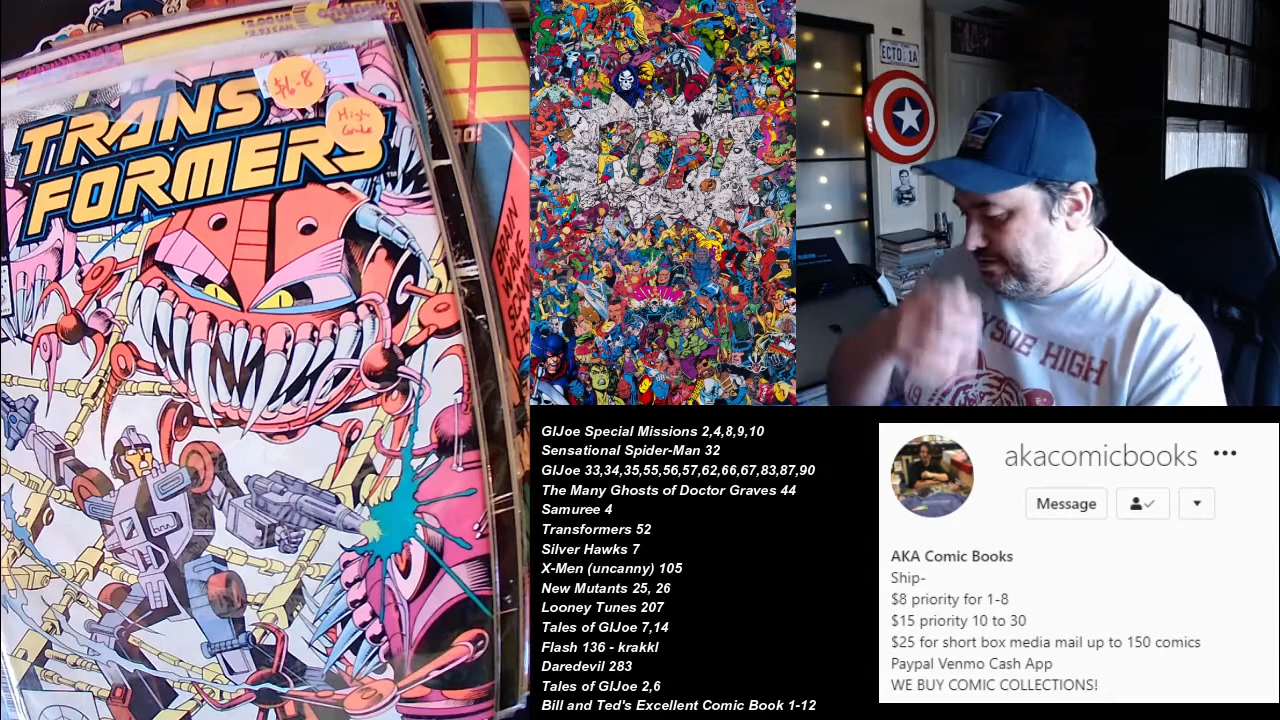 TRANS
FORMERS
$6-8
High
Grade
BRAIN
WAVE
ECTO-1A
YSIDE HIGH
19
GIJoe Special Missions 2,4,8,9,10
Sensational Spider-Man 32
GIJoe 33,34,35,55,56,57,62,66,67,83,87,90
The Many Ghosts of Doctor Graves 44
Samuree 4
Transformers 52
Silver Hawks 7
X-Men (uncanny) 105
New Mutants 25, 26
Looney Tunes 207
Tales of GIJoe 7,14
Flash 136 - krakkl
Daredevil 283
Tales of GIJoe 2,6
Bill and Ted's Excellent Comic Book 1-12
akacomicbooks
Message
AKA Comic Books
Ship-
$8 priority for 1-8
$15 priority 10 to 30
$25 for short box media mail up to 150 comics
Paypal Venmo Cash App
WE BUY COMIC COLLECTIONS!